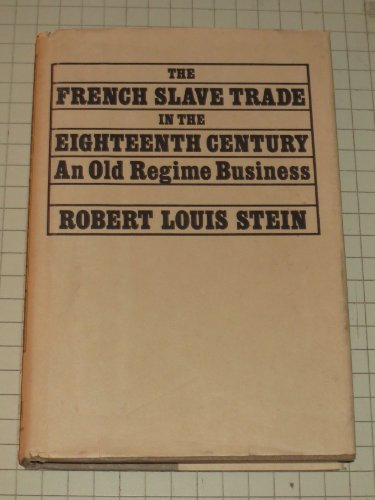 THE
FRENCH SLAVE TRADE
IN THE
EIGHTEENTH CENTURY
An Old Regime Business
ROBERT LOUIS STEIN